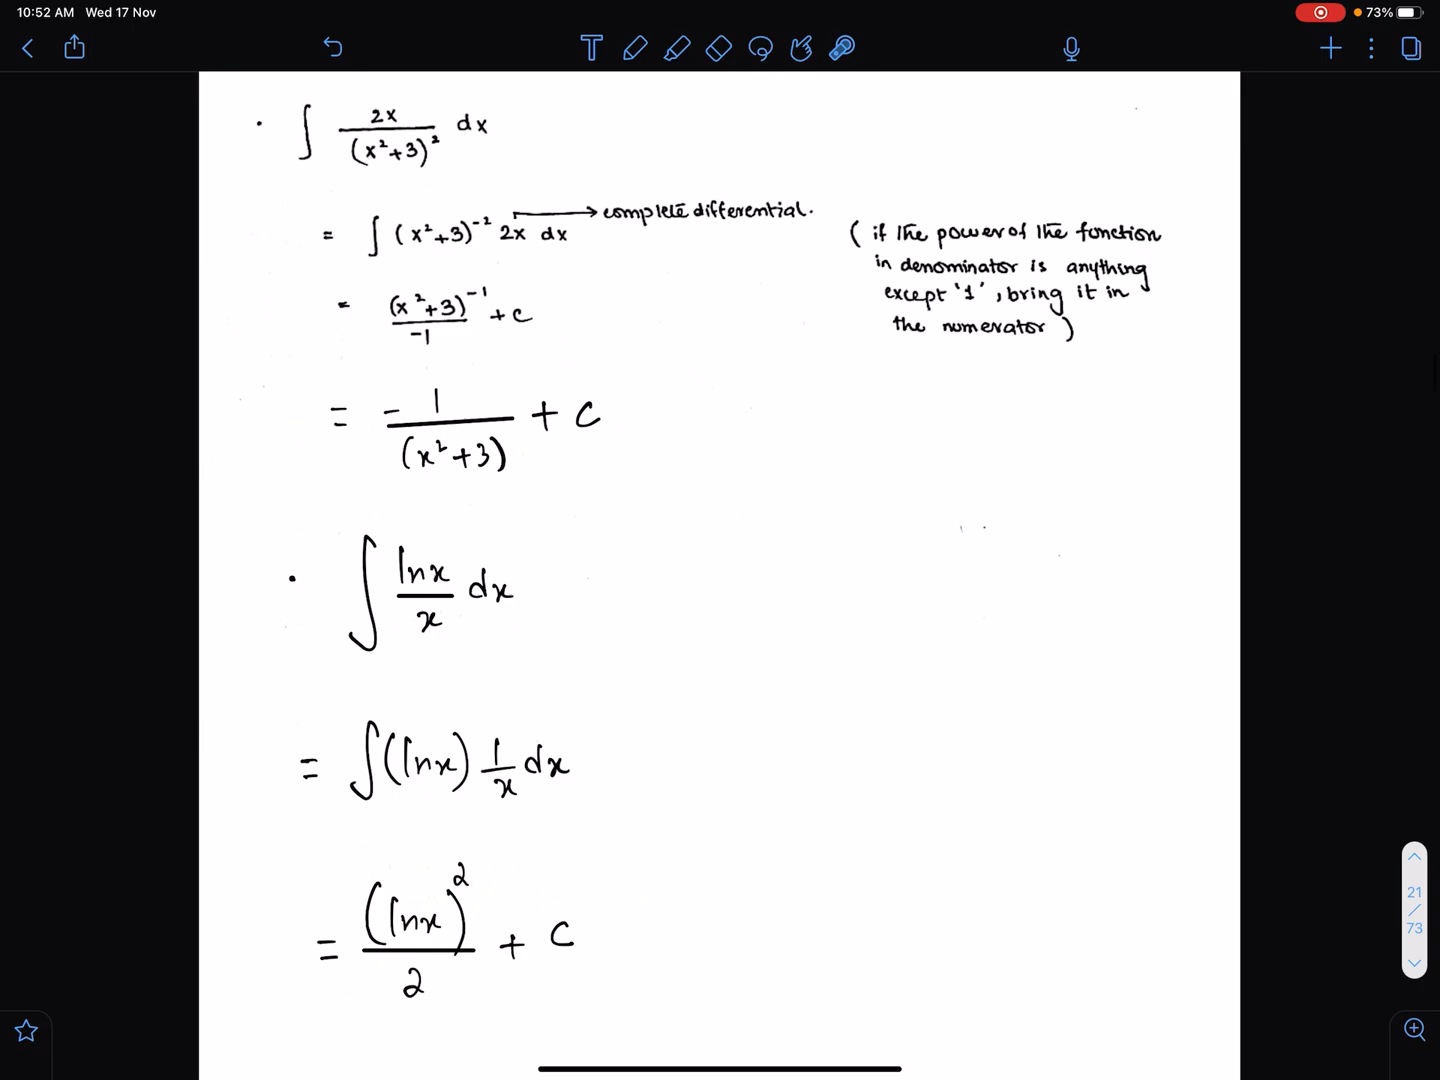 10:52 AM Wed 17 Nov
73%
T
· ∫ 2x / (x²+3)² dx
= ∫ (x²+3)⁻² 2x dx → complete differential.
(if the power of the function
in denominator is anything
except '1', bring it in
the numerator)
= (x²+3)⁻¹ / -1 + c
= - 1 / (x²+3) + c
· ∫ lnx / x dx
= ∫ (lnx) 1/x dx
= (lnx)² / 2 + c
21
/
73